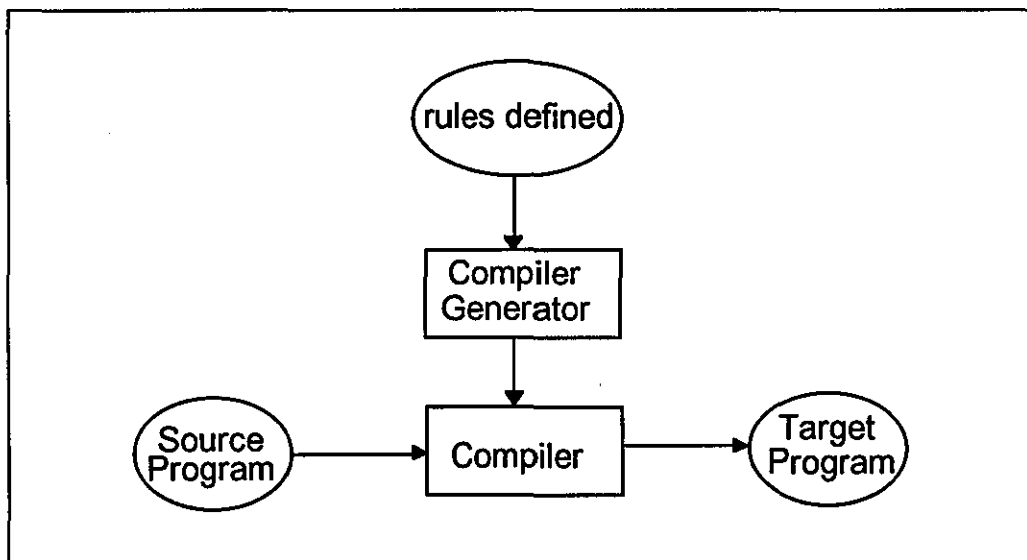 rules defined
Compiler
Generator
Source
Program
Compiler
Target
Program